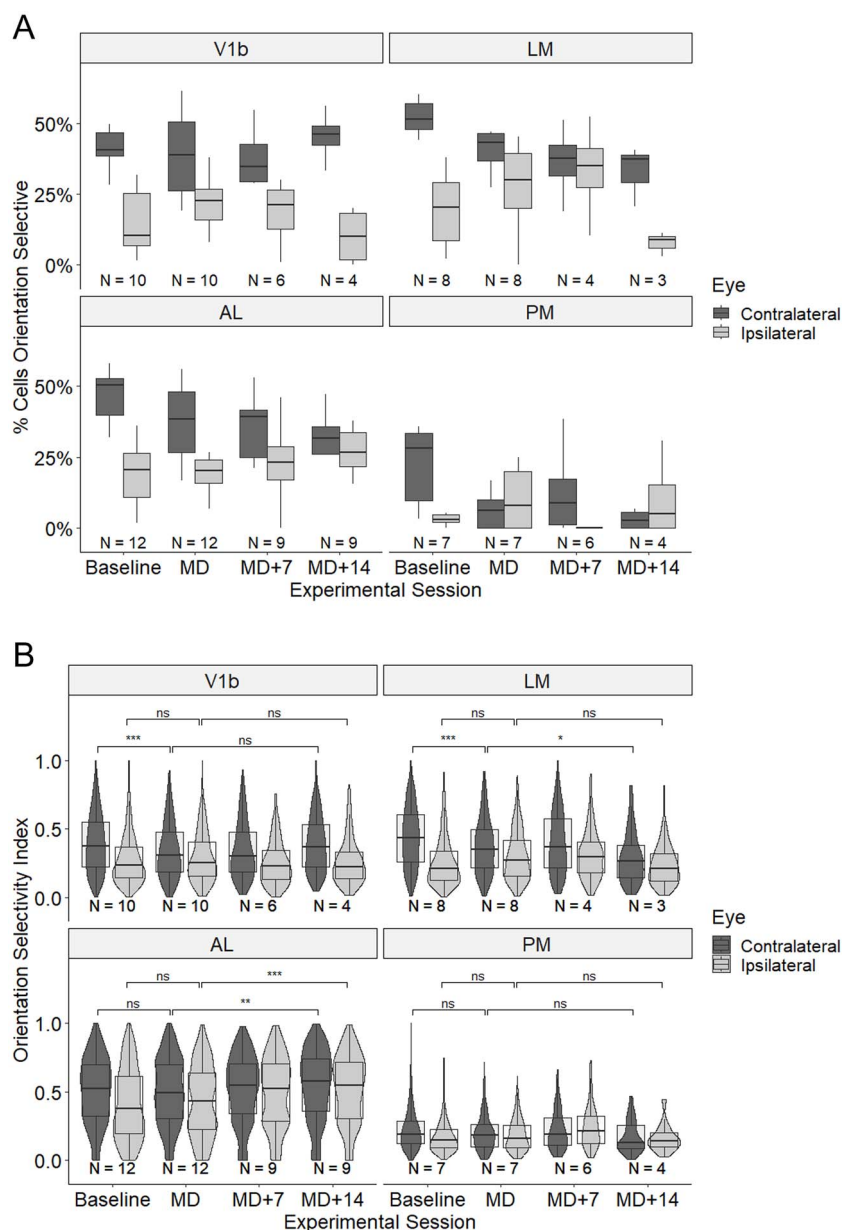 A
V1b LM
50%
25%
0%
N = 10 N = 10 N = 6 N = 4 N = 8 N = 8 N = 4 N = 3
AL PM
50%
25%
0%
N = 12 N = 12 N = 9 N = 9 N = 7 N = 7 N = 6 N = 4
Baseline MD MD+7 MD+14 Baseline MD MD+7 MD+14
Experimental Session
% Cells Orientation Selective
Eye
Contralateral
Ipsilateral
B
V1b LM
ns ns ns ns
*** ns *** *
1.0
0.5
0.0
N = 10 N = 10 N = 6 N = 4 N = 8 N = 8 N = 4 N = 3
AL PM
ns *** ns ns
ns ** ns ns
1.0
0.5
0.0
N = 12 N = 12 N = 9 N = 9 N = 7 N = 7 N = 6 N = 4
Baseline MD MD+7 MD+14 Baseline MD MD+7 MD+14
Experimental Session
Orientation Selectivity Index
Eye
Contralateral
Ipsilateral